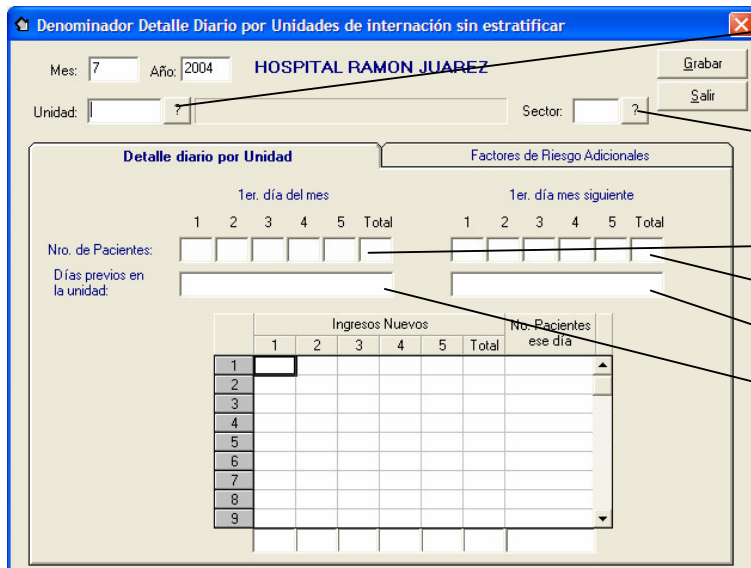 Denominador Detalle Diario por Unidades de internación sin estratificar
Mes: 7 Año: 2004 HOSPITAL RAMON JUAREZ Grabar
Unidad: ? Sector: ? Salir
Detalle diario por Unidad Factores de Riesgo Adicionales
1er. día del mes 1er. día mes siguiente
1 2 3 4 5 Total 1 2 3 4 5 Total
Nro. de Pacientes:
Días previos en
la unidad:
Ingresos Nuevos No. Pacientes
1 2 3 4 5 Total ese día
1
2
3
4
5
6
7
8
9